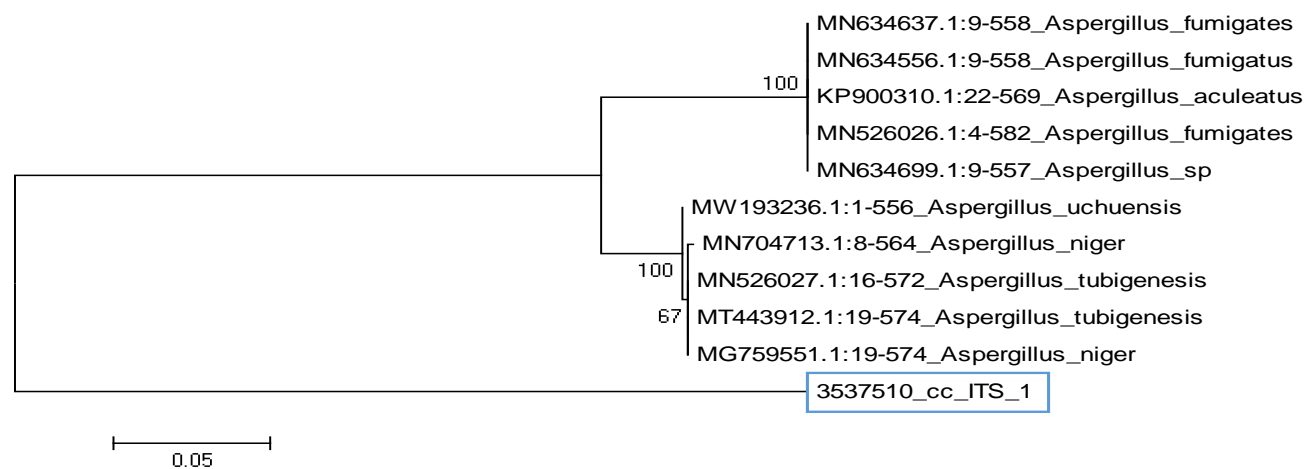 MN634637.1:9-558_Aspergillus_fumigates
MN634556.1:9-558_Aspergillus_fumigatus
100
KP900310.1:22-569_Aspergillus_aculeatus
MN526026.1:4-582_Aspergillus_fumigates
MN634699.1:9-557_Aspergillus_sp
MW193236.1:1-556_Aspergillus_uchuensis
MN704713.1:8-564_Aspergillus_niger
100
MN526027.1:16-572_Aspergillus_tubigenesis
67
MT443912.1:19-574_Aspergillus_tubigenesis
MG759551.1:19-574_Aspergillus_niger
3537510_cc_ITS_1
0.05